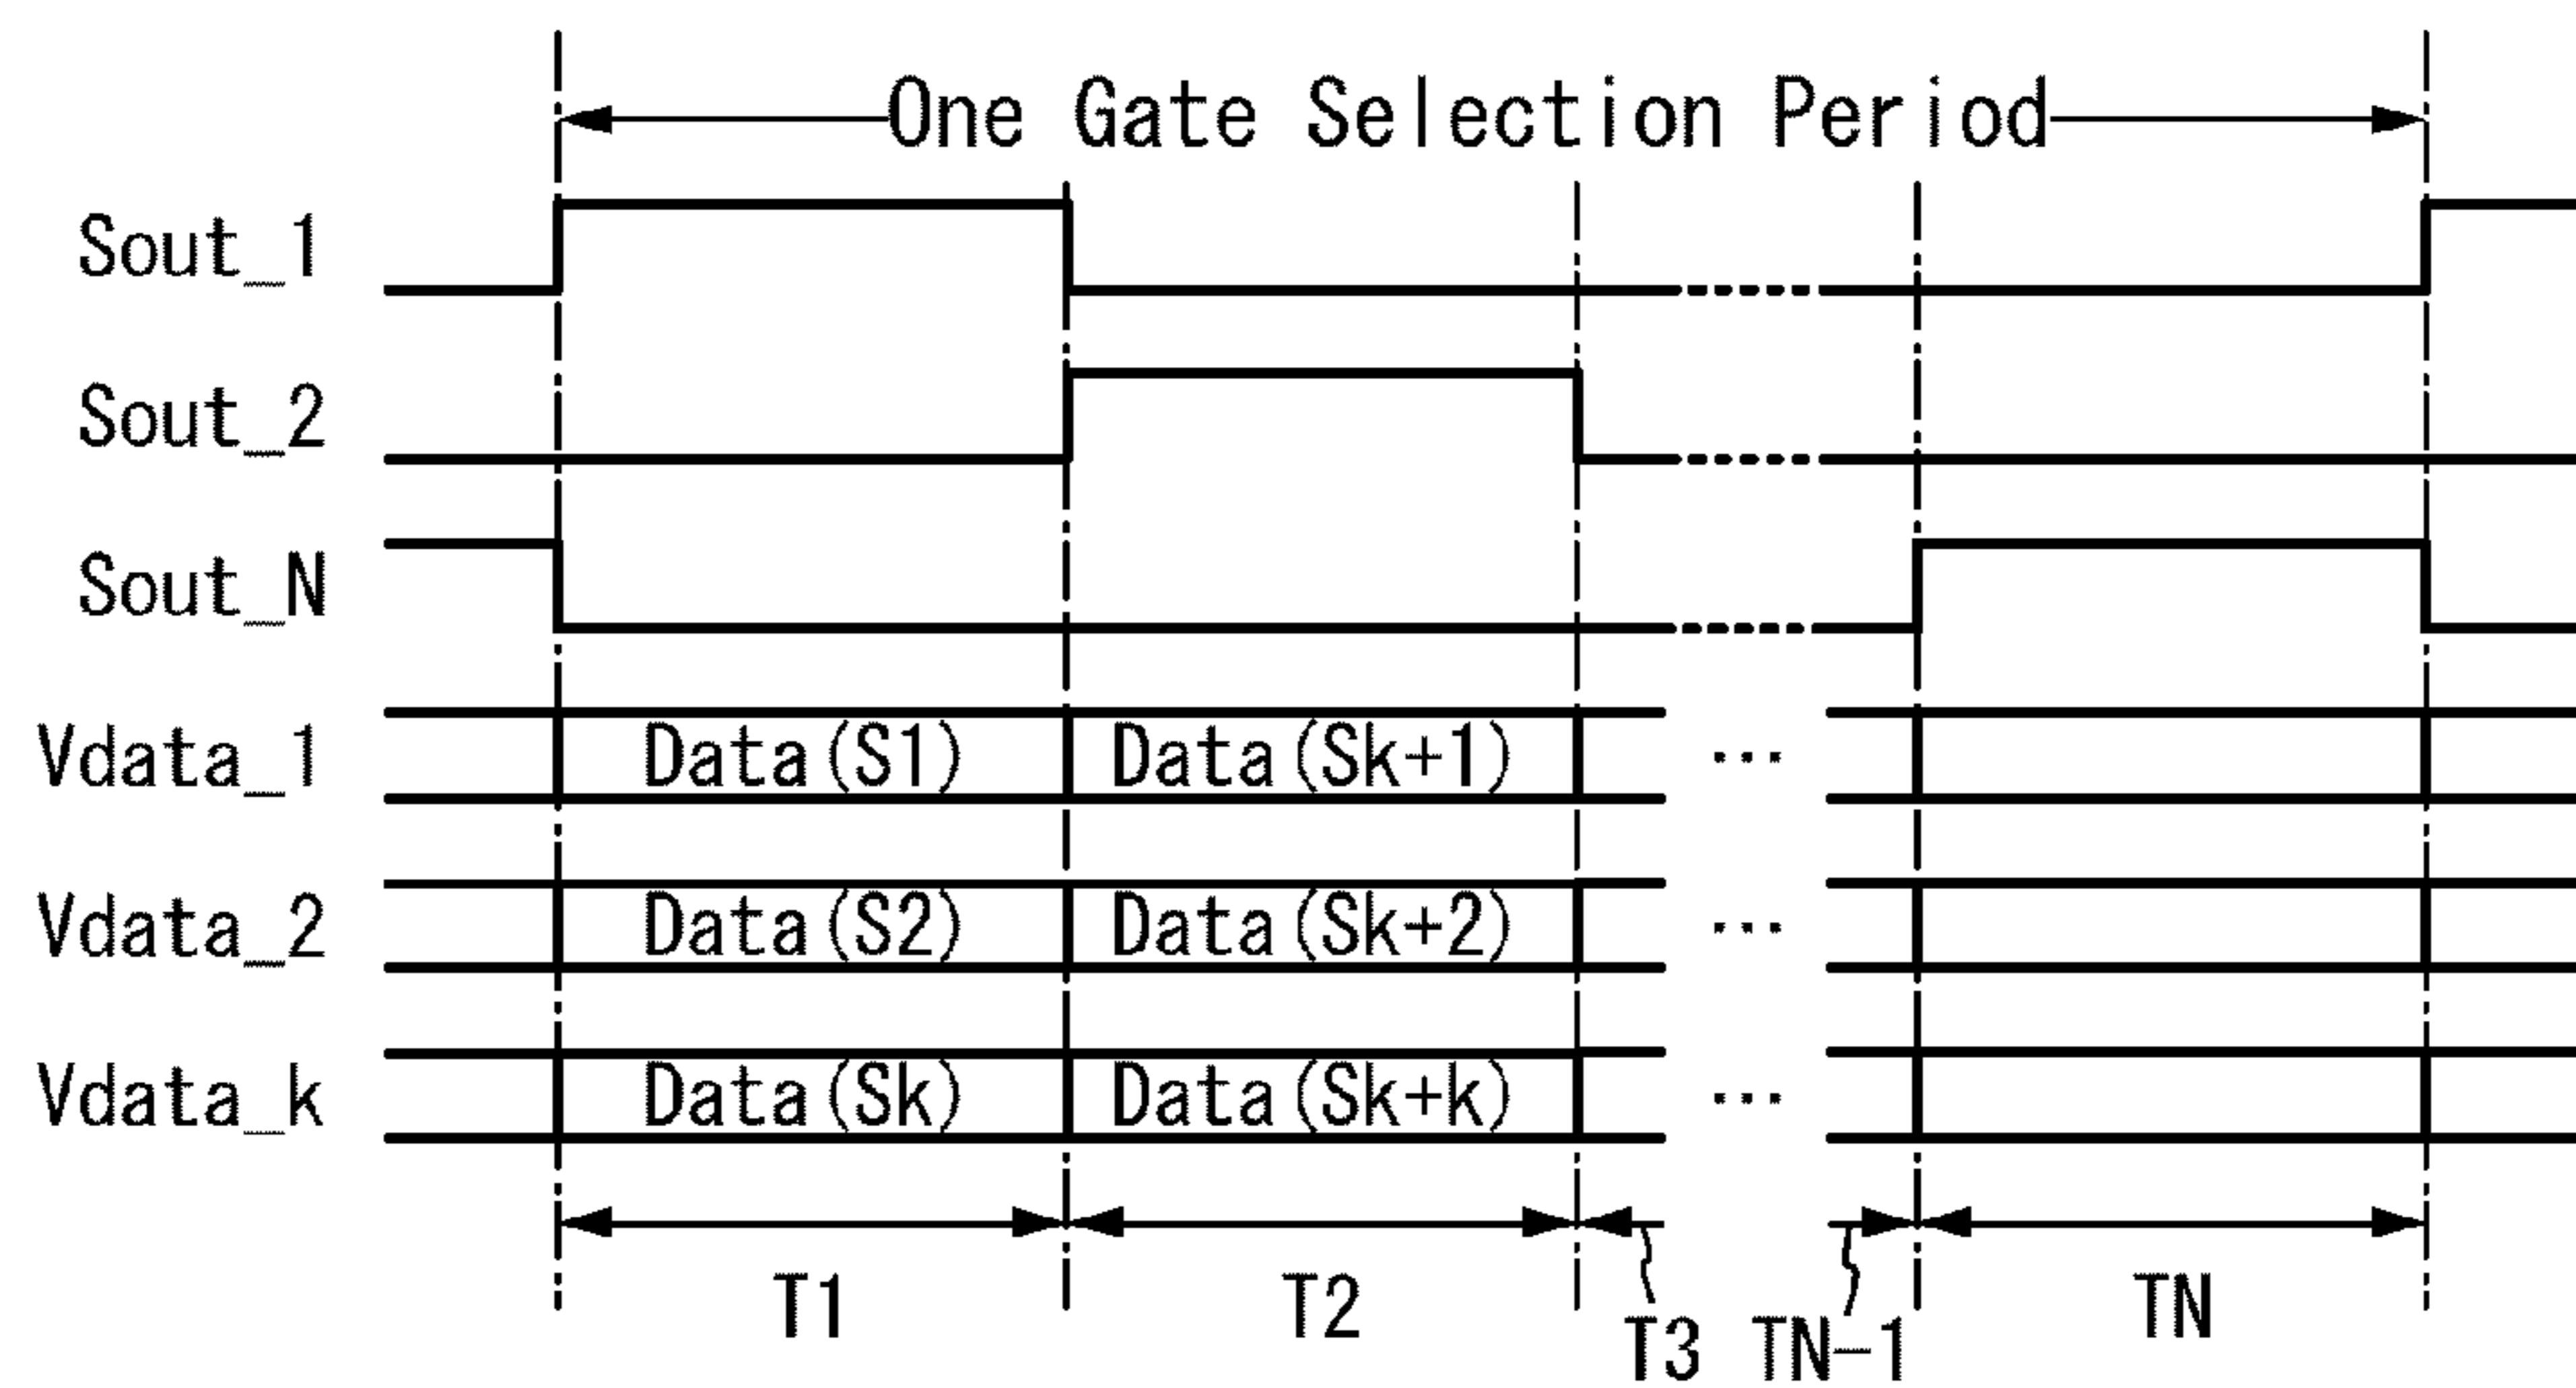 One Gate Selection Period
Sout_1
Sout_2
Sout_N
Vdata_1 Data(S1) Data(Sk+1) ...
Vdata_2 Data(S2) Data(Sk+2) ...
Vdata_k Data(Sk) Data(Sk+k) ...
T1 T2 T3 TN-1 TN